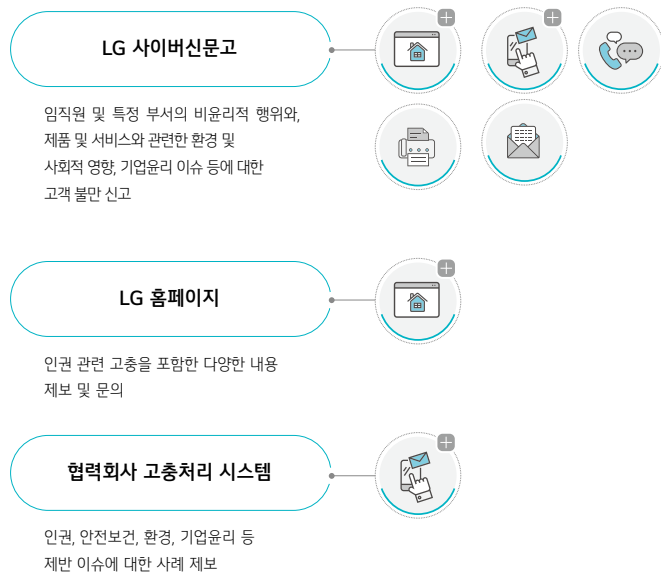 LG 사이버신문고
임직원 및 특정 부서의 비윤리적 행위와,
제품 및 서비스와 관련한 환경 및
사회적 영향, 기업윤리 이슈 등에 대한
고객 불만 신고
LG 홈페이지
인권 관련 고충을 포함한 다양한 내용
제보 및 문의
협력회사 고충처리 시스템
인권, 안전보건, 환경, 기업윤리 등
제반 이슈에 대한 사례 제보